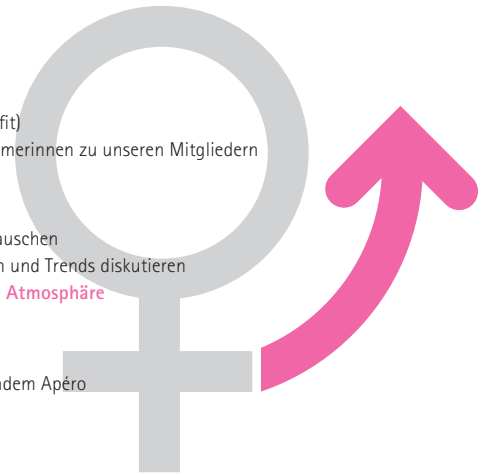 fit)
merinnen zu unseren Mitgliedern
auschen
n und Trends diskutieren
Atmosphäre
dem Apéro